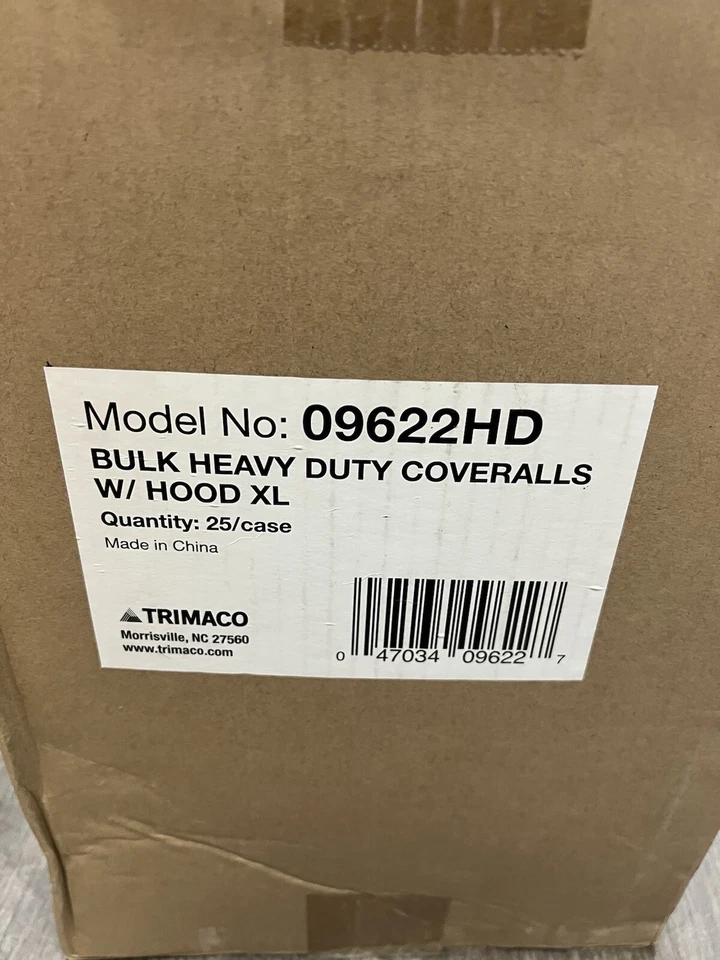 Model No: 09622HD
BULK HEAVY DUTY COVERALLS
W/ HOOD XL
Quantity: 25/case
Made in China
TRIMACO
Morrisville, NC 27560
www.trimaco.com
0 47034 09622 7